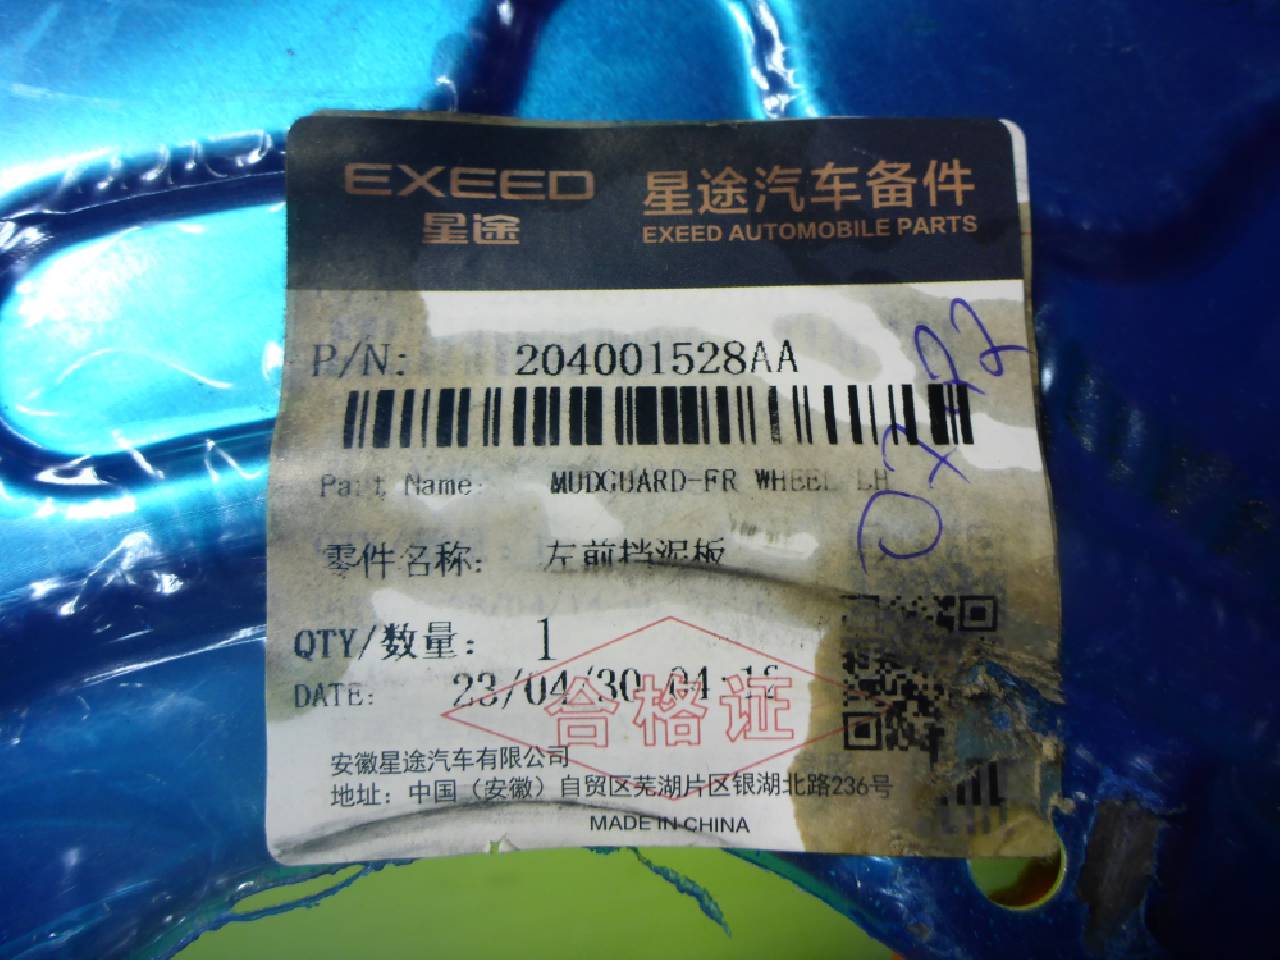 EXEED
星途
星途汽车备件
EXEED AUTOMOBILE PARTS
P/N: 204001528AA
Part Name: MUDGUARD-FR WHEEL LH
零件名称: 左前挡泥板
QTY/数量: 1
DATE: 23/04/30
合格证
安徽星途汽车有限公司
地址：中国（安徽）自贸区芜湖片区银湖北路236号
MADE IN CHINA